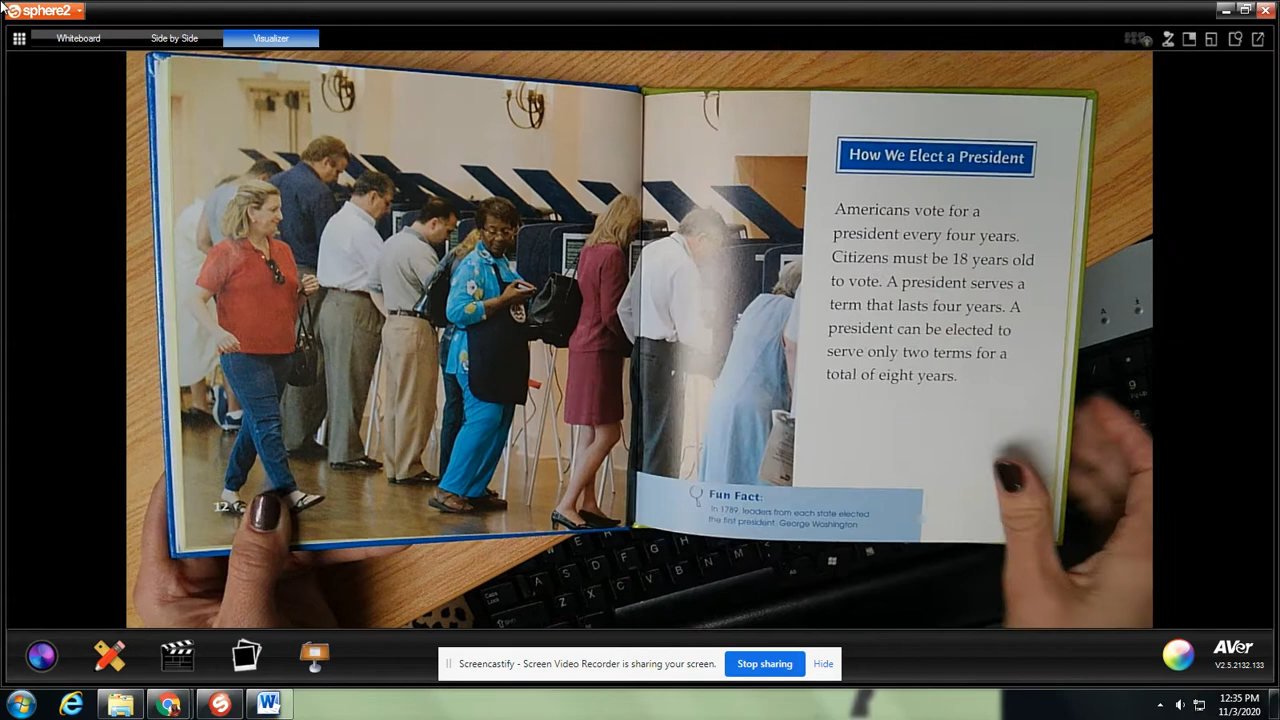 sphere2
Whiteboard
Side by Side
Visualizer
How We Elect a President
Americans vote for a
president every four years.
Citizens must be 18 years old
to vote. A president serves a
term that lasts four years. A
president can be elected to
serve only two terms for a
total of eight years.
12
Fun Fact:
In 1789, leaders from each state elected
the first president: George Washington
Caps
Lock
A
S
D
F
Z
X
C
V
B
N
M
Screencastify - Screen Video Recorder is sharing your screen.
Stop sharing
Hide
AVer
V2.5.2132.133
12:35 PM
11/3/2020